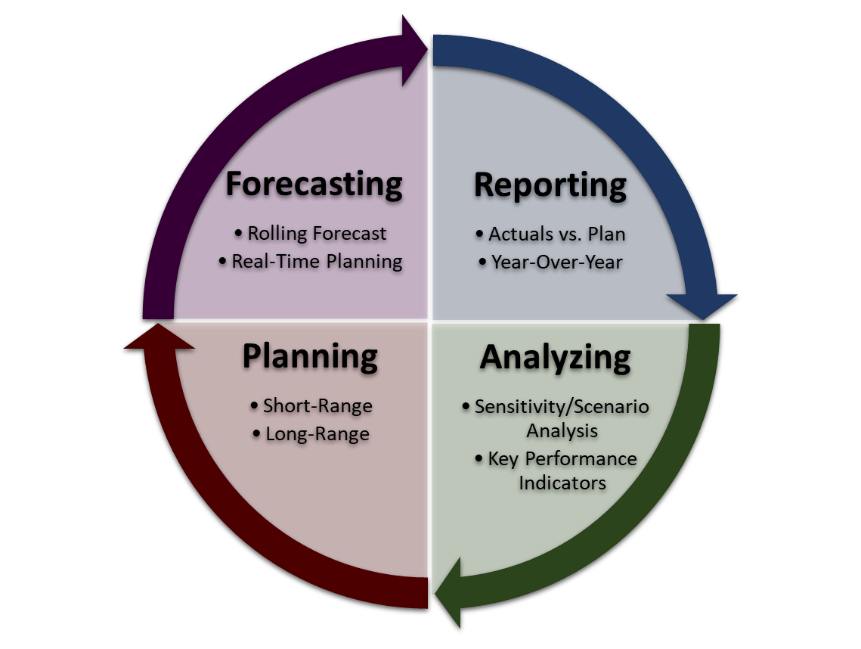 Forecasting
• Rolling Forecast
• Real-Time Planning
Reporting
• Actuals vs. Plan
• Year-Over-Year
Planning
• Short-Range
• Long-Range
Analyzing
• Sensitivity/Scenario
Analysis
• Key Performance
Indicators